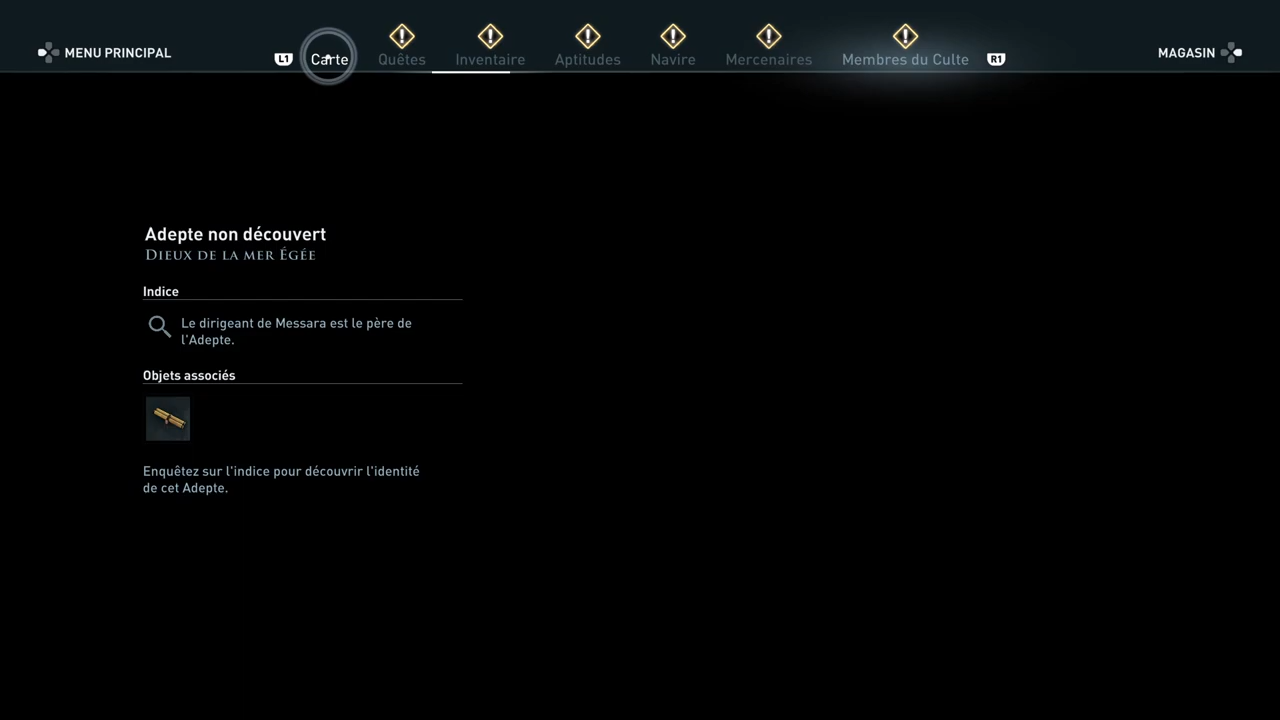 MENU PRINCIPAL
L1
Carte
Quêtes
Inventaire
Aptitudes
Navire
Mercenaires
Membres du Culte
R1
MAGASIN
Adepte non découvert
DIEUX DE LA MER ÉGÉE
Indice
Le dirigeant de Messara est le père de
l'Adepte.
Objets associés
Enquêtez sur l'indice pour découvrir l'identité
de cet Adepte.